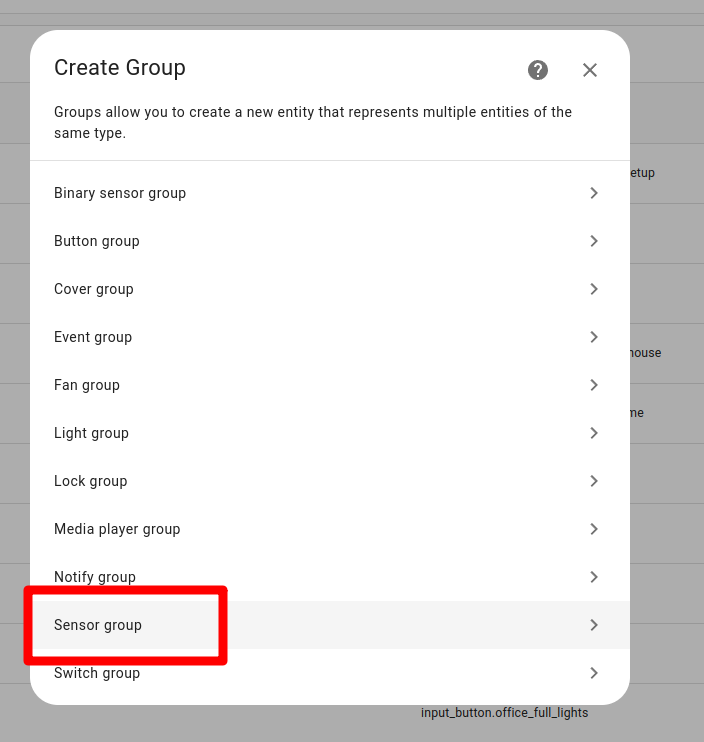 Create Group
Groups allow you to create a new entity that represents multiple entities of the
same type.
Binary sensor group
etup
Button group
Cover group
Event group
house
Fan group
me
Light group
Lock group
Media player group
Notify group
Sensor group
Switch group
input_button.office_full_lights